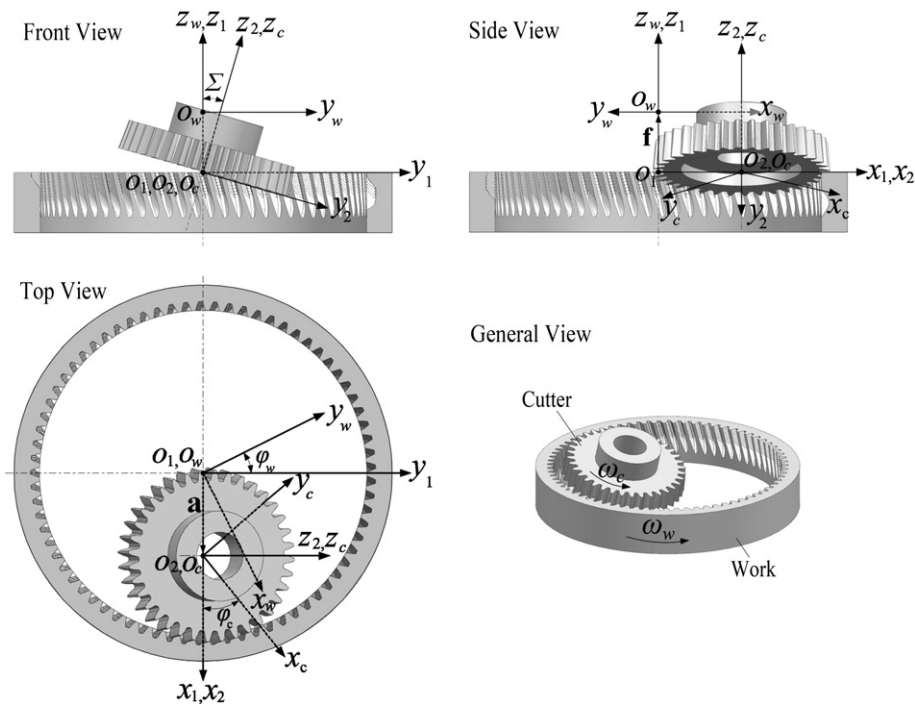 Front View
z_w,z_1
z_2,z_c
Σ
O_w
y_w
O_1,O_2,O_c
y_1
y_2
Side View
z_w,z_1
z_2,z_c
y_w
O_w
x_w
f
O_1
O_2,O_c
x_1,x_2
y_c
y_2
x_c
Top View
y_w
O_1,O_w
φ_w
y_1
y_c
a
z_2,z_c
O_2,O_c
x_w
φ_c
x_c
x_1,x_2
General View
Cutter
ω_c
ω_w
Work